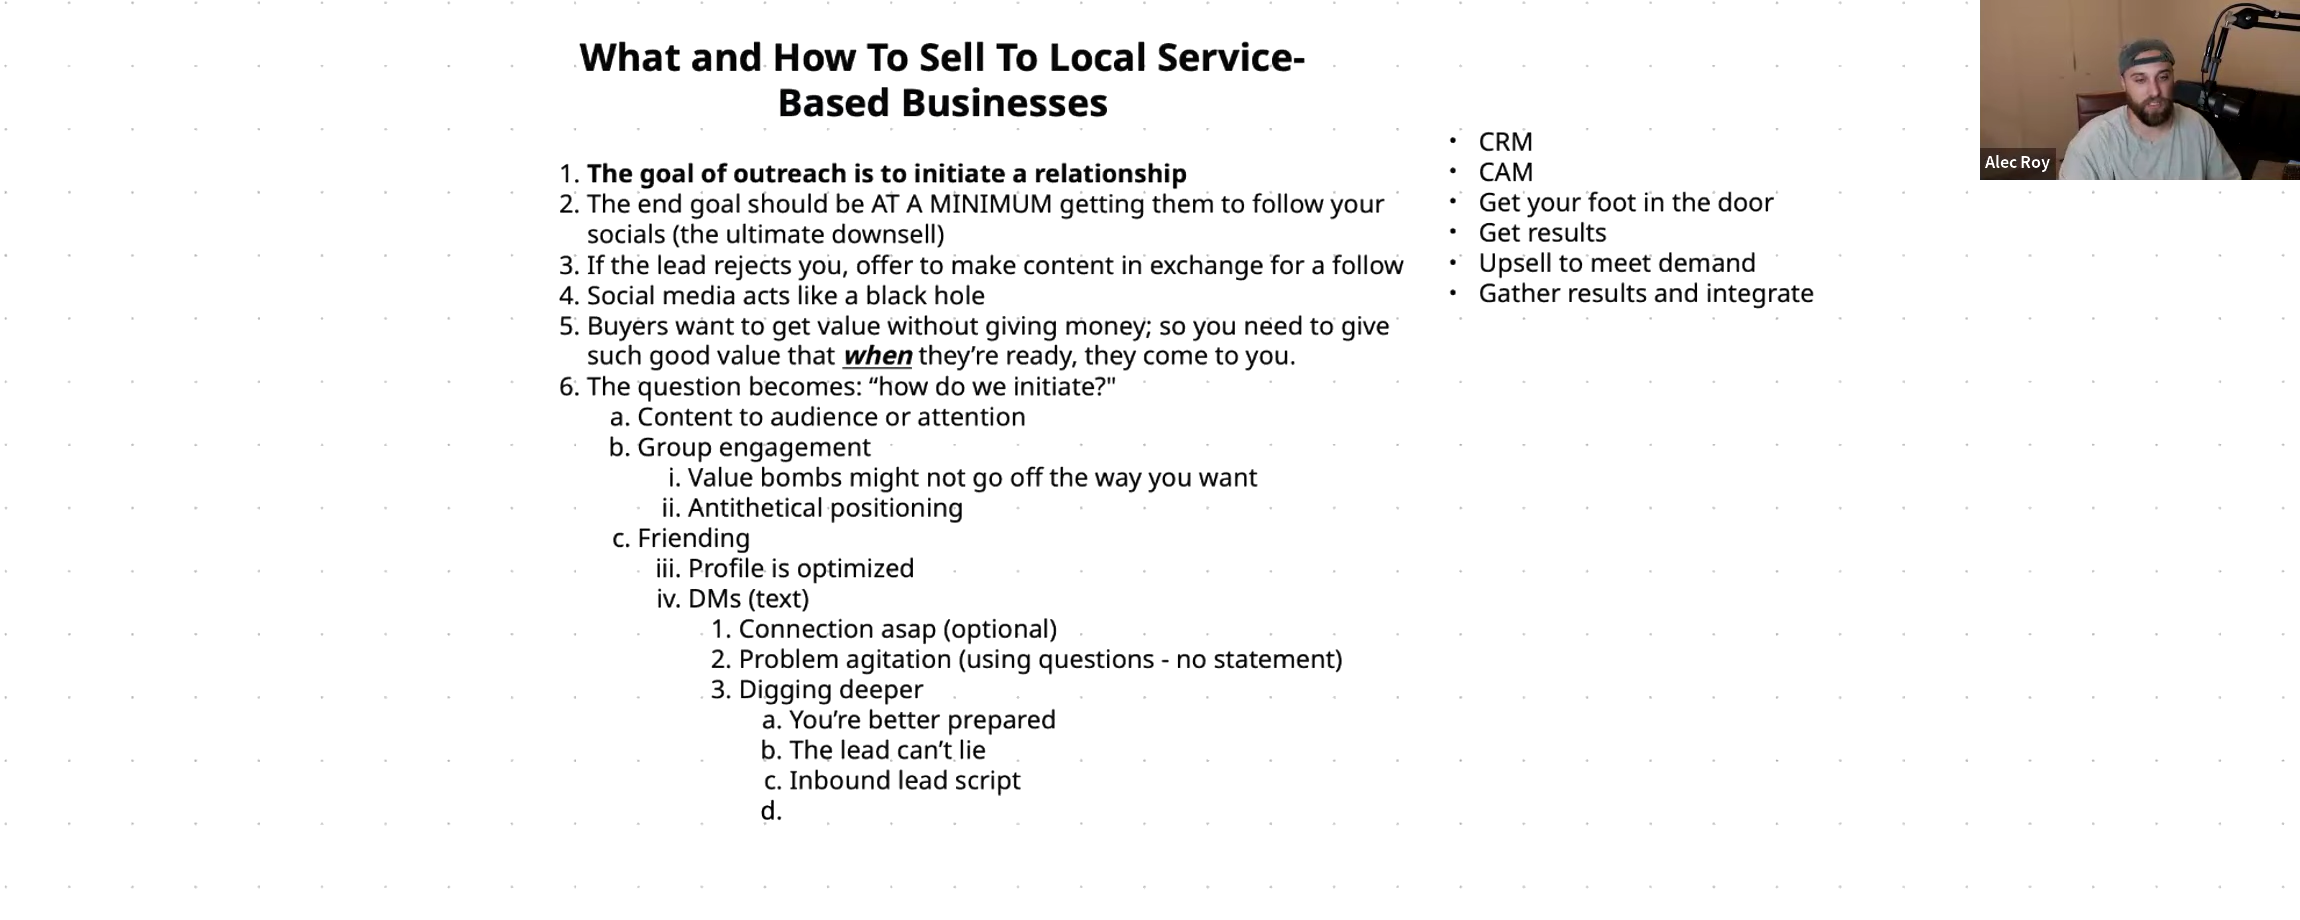 What and How To Sell To Local Service-
Based Businesses
1. The goal of outreach is to initiate a relationship
2. The end goal should be AT A MINIMUM getting them to follow your
socials (the ultimate downsell)
3. If the lead rejects you, offer to make content in exchange for a follow
4. Social media acts like a black hole
5. Buyers want to get value without giving money; so you need to give
such good value that when they’re ready, they come to you.
6. The question becomes: “how do we initiate?"
a. Content to audience or attention
b. Group engagement
i. Value bombs might not go off the way you want
ii. Antithetical positioning
c. Friending
iii. Profile is optimized
iv. DMs (text)
1. Connection asap (optional)
2. Problem agitation (using questions - no statement)
3. Digging deeper
a. You’re better prepared
b. The lead can’t lie
c. Inbound lead script
d.
• CRM
• CAM
• Get your foot in the door
• Get results
• Upsell to meet demand
• Gather results and integrate
Alec Roy